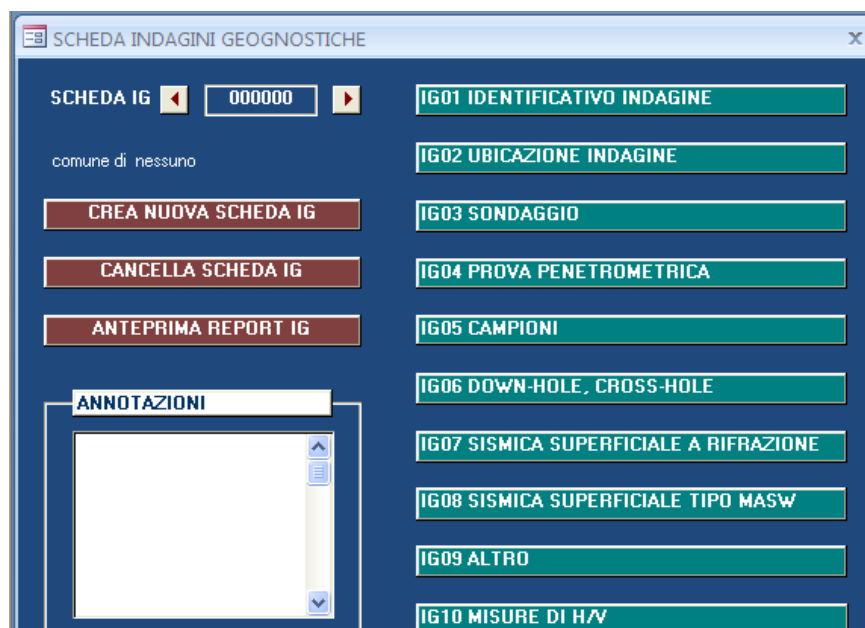 SCHEDA INDAGINI GEOGNOSTICHE
x
SCHEDA IG 000000
comune di nessuno
CREA NUOVA SCHEDA IG
CANCELLA SCHEDA IG
ANTEPRIMA REPORT IG
ANNOTAZIONI
IG01 IDENTIFICATIVO INDAGINE
IG02 UBICAZIONE INDAGINE
IG03 SONDAGGIO
IG04 PROVA PENETROMETRICA
IG05 CAMPIONI
IG06 DOWN-HOLE, CROSS-HOLE
IG07 SISMICA SUPERFICIALE A RIFRAZIONE
IG08 SISMICA SUPERFICIALE TIPO MASW
IG09 ALTRO
IG10 MISURE DI H/V